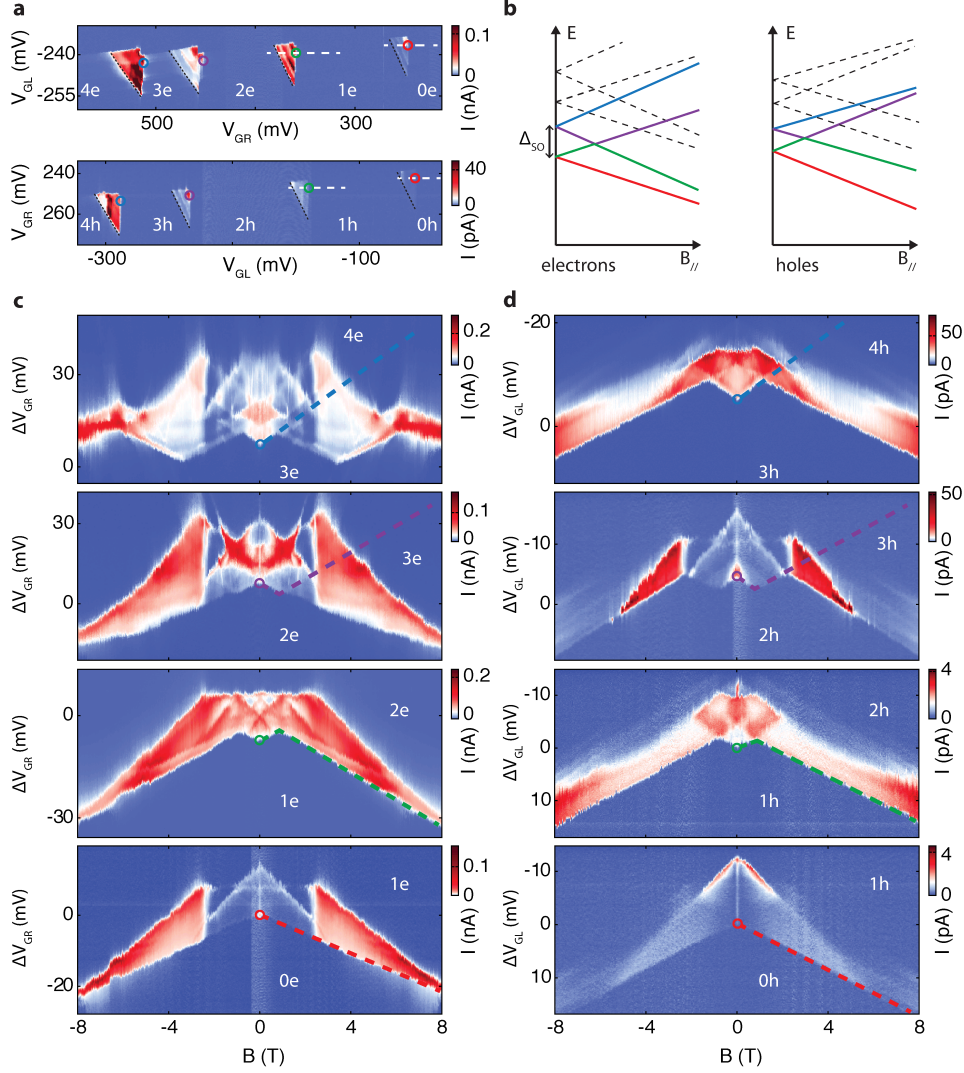 a
V_GL (mV)
-240
-255
4e 3e 2e 1e 0e
500 300
V_GR (mV)
0.1
0
I (nA)
V_GR (mV)
240
260
4h 3h 2h 1h 0h
-300 -100
V_GL (mV)
40
0
I (pA)
b
E
Δ_SO
electrons
B_//
E
holes
B_//
c
ΔV_GR (mV)
30
0
4e
3e
0.2
0
I (nA)
ΔV_GR (mV)
30
0
3e
2e
0.1
0
I (nA)
ΔV_GR (mV)
0
-30
2e
1e
0.2
0
I (nA)
ΔV_GR (mV)
0
-20
1e
0e
0.1
0
I (nA)
-8 -4 0 4 8
B (T)
d
ΔV_GL (mV)
-20
0
4h
3h
50
0
I (pA)
ΔV_GL (mV)
-10
0
3h
2h
50
0
I (pA)
ΔV_GL (mV)
-10
0
10
2h
1h
4
0
I (pA)
ΔV_GL (mV)
-10
0
10
1h
0h
4
0
I (pA)
-8 -4 0 4 8
B (T)